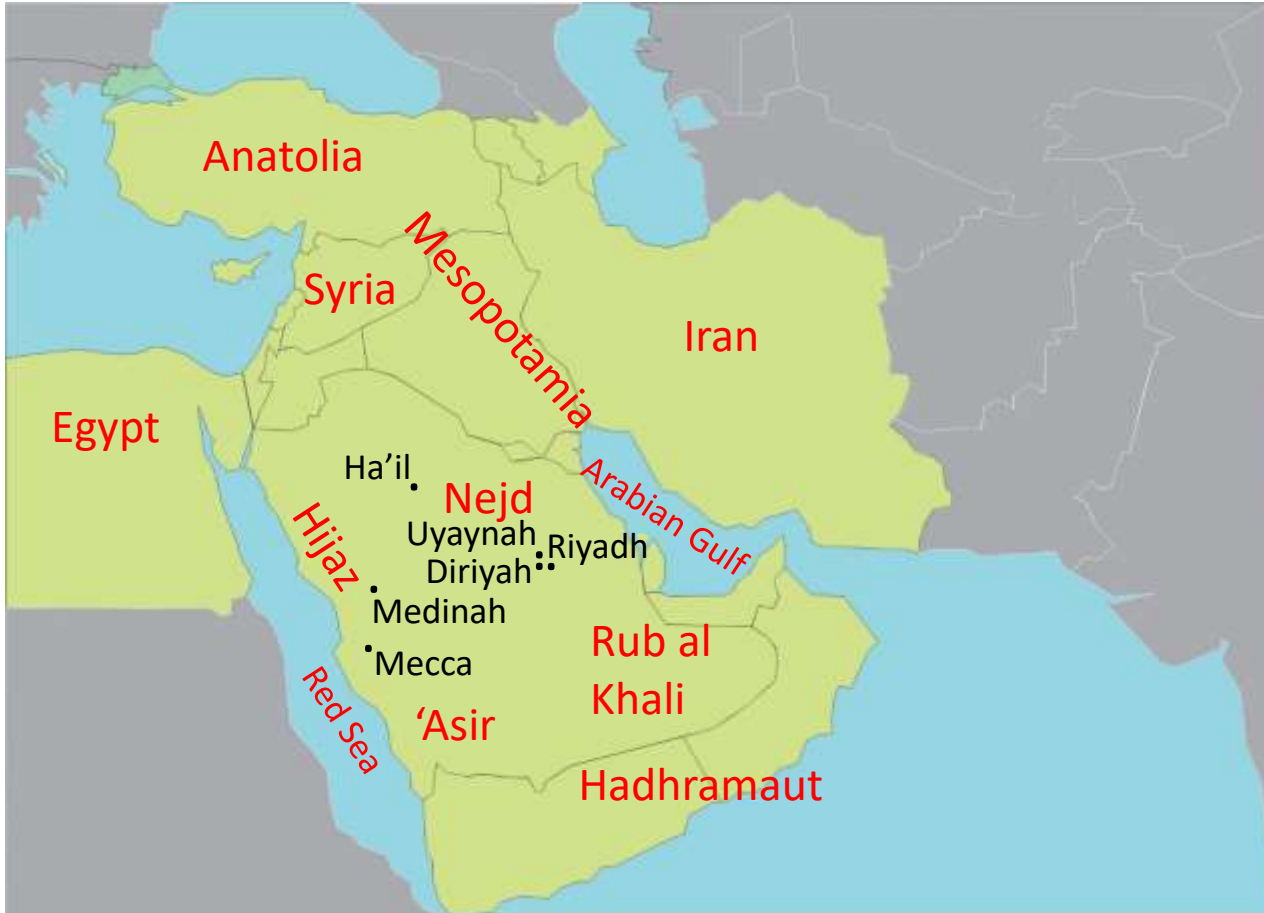 Anatolia
Mesopotamia
Syria
Iran
Egypt
Ha’il
Nejd
Arabian Gulf
Hijaz
Uyaynah
Riyadh
Diriyah
Medinah
Rub al
Khali
Mecca
Red Sea
‘Asir
Hadhramaut